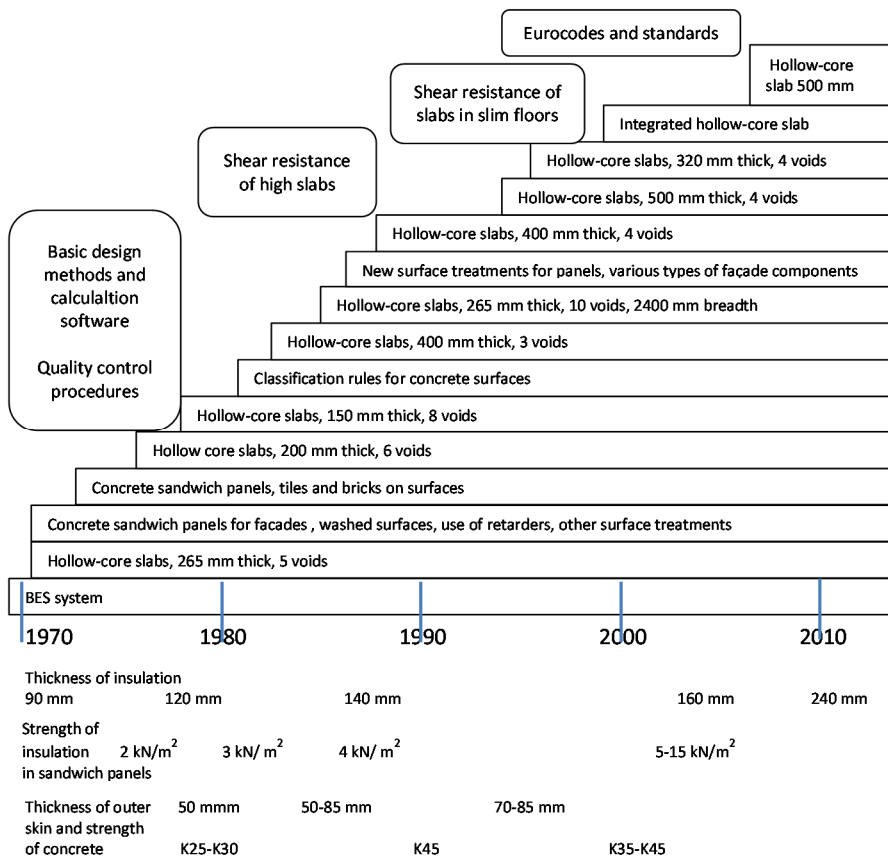 Eurocodes and standards
Hollow-core
slab 500 mm
Shear resistance of
slabs in slim floors
Integrated hollow-core slab
Shear resistance
of high slabs
Hollow-core slabs, 320 mm thick, 4 voids
Hollow-core slabs, 500 mm thick, 4 voids
Hollow-core slabs, 400 mm thick, 4 voids
Basic design
methods and
calculaltion
software
Quality control
procedures
New surface treatments for panels, various types of façade components
Hollow-core slabs, 265 mm thick, 10 voids, 2400 mm breadth
Hollow-core slabs, 400 mm thick, 3 voids
Classification rules for concrete surfaces
Hollow-core slabs, 150 mm thick, 8 voids
Hollow core slabs, 200 mm thick, 6 voids
Concrete sandwich panels, tiles and bricks on surfaces
Concrete sandwich panels for facades , washed surfaces, use of retarders, other surface treatments
Hollow-core slabs, 265 mm thick, 5 voids
BES system
1970 1980 1990 2000 2010
Thickness of insulation
90 mm 120 mm 140 mm 160 mm 240 mm
Strength of
insulation 2 kN/m² 3 kN/ m² 4 kN/ m² 5-15 kN/m²
in sandwich panels
Thickness of outer 50 mmm 50-85 mm 70-85 mm
skin and strength
of concrete K25-K30 K45 K35-K45